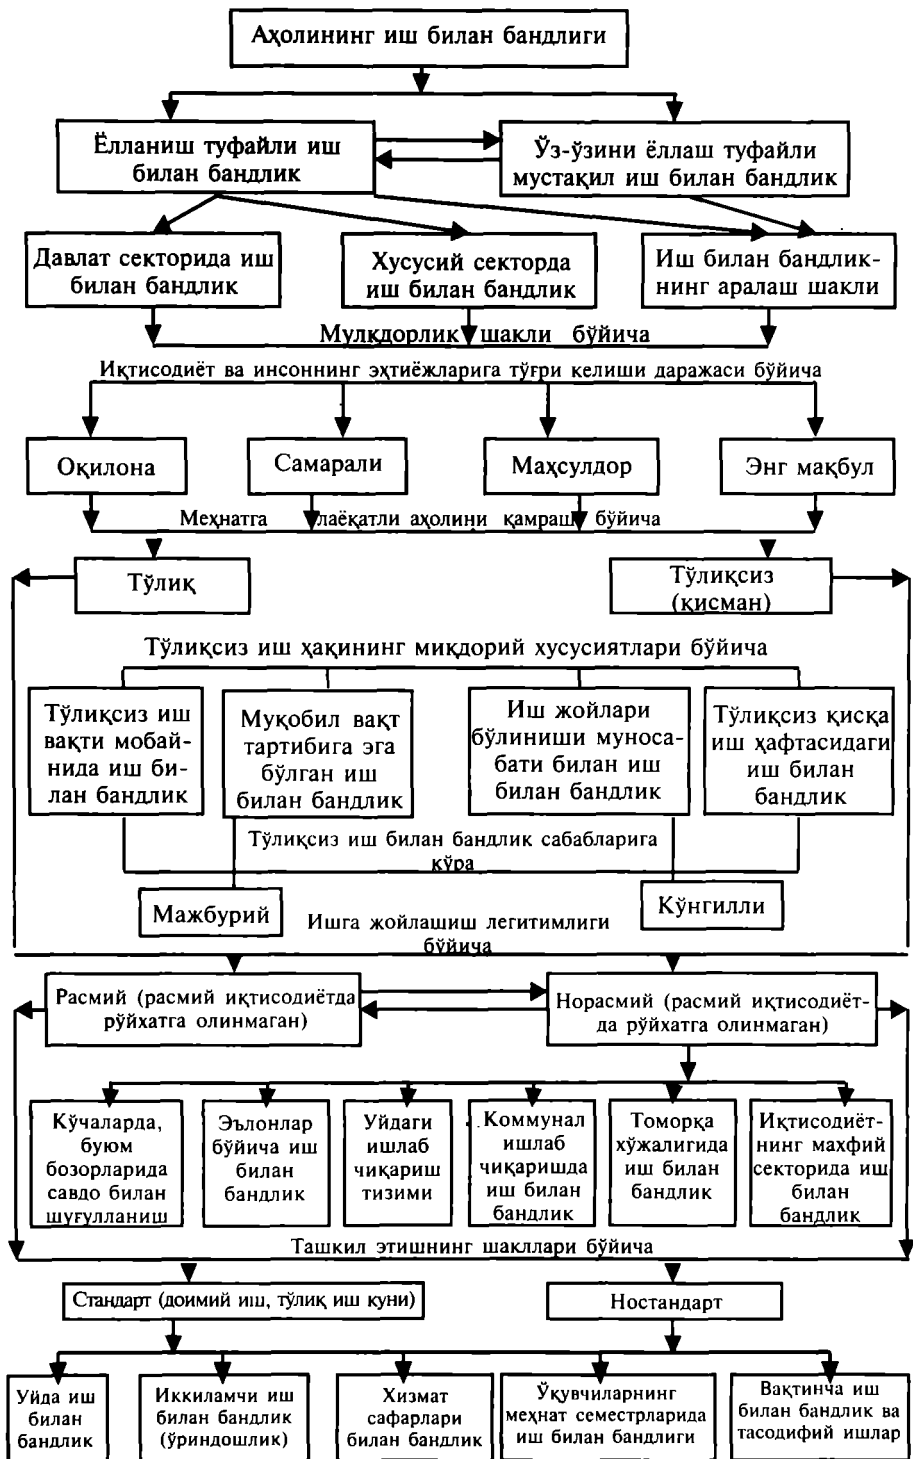 Аҳолининг иш билан бандлиги
Ёлланиш туфайли иш
билан бандлик
Ўз-ўзини ёллаш туфайли
мустақил иш билан бандлик
Давлат секторида иш
билан бандлик
Хусусий секторда
иш билан бандлик
Иш билан бандлик-
нинг аралаш шакли
Мулқдорлик шакли бўйича
Иқтисодиёт ва инсоннинг эҳтиёжларига тўғри келиши даражаси бўйича
Оқилона
Самарали
Маҳсулдор
Энг мақбул
Меҳнатга лаёқатли аҳолини қамраш бўйича
Тўлиқ
Тўлиқсиз
(қисман)
Тўлиқсиз иш ҳақининг миқдорий хусусиятлари бўйича
Тўлиқсиз иш
вақти мобай-
нида иш би-
лан бандлик
Муқобил вақт
тартибига эга
бўлган иш
билан бандлик
Иш жойлари
бўлиниши муноса-
бати билан иш
билан бандлик
Тўлиқсиз қисқа
иш ҳафтасидаги
иш билан
бандлик
Тўлиқсиз иш билан бандлик сабабларига
кўра
Мажбурий
Кўнгилли
Ишга жойлашиш легитимлиги
бўйича
Расмий (расмий иқтисодиётда
рўйхатга олинмаган)
Норасмий (расмий иқтисодиёт-
да рўйхатга олинмаган)
Кўчаларда,
буюм
бозорларида
савдо билан
шуғулланиш
Эълонлар
бўйича иш
билан
бандлик
Уйдаги
ишлаб
чиқариш
тизими
Коммунал
ишлаб
чиқаришда
иш билан
бандлик
Томорқа
хўжалигида
иш билан
бандлик
Иқтисодиёт-
нинг махфий
секторида иш
билан
бандлик
Ташкил этишнинг шакллари бўйича
Стандарт (доимий иш, тўлиқ иш куни)
Ностандарт
Уйда иш
билан
бандлик
Иккиламчи иш
билан бандлик
(ўриндошлик)
Хизмат
сафарлари
билан бандлик
Ўқувчиларнинг
меҳнат семестрларида
иш билан бандлиги
Вақтинча иш
билан бандлик ва
тасодифий ишлар